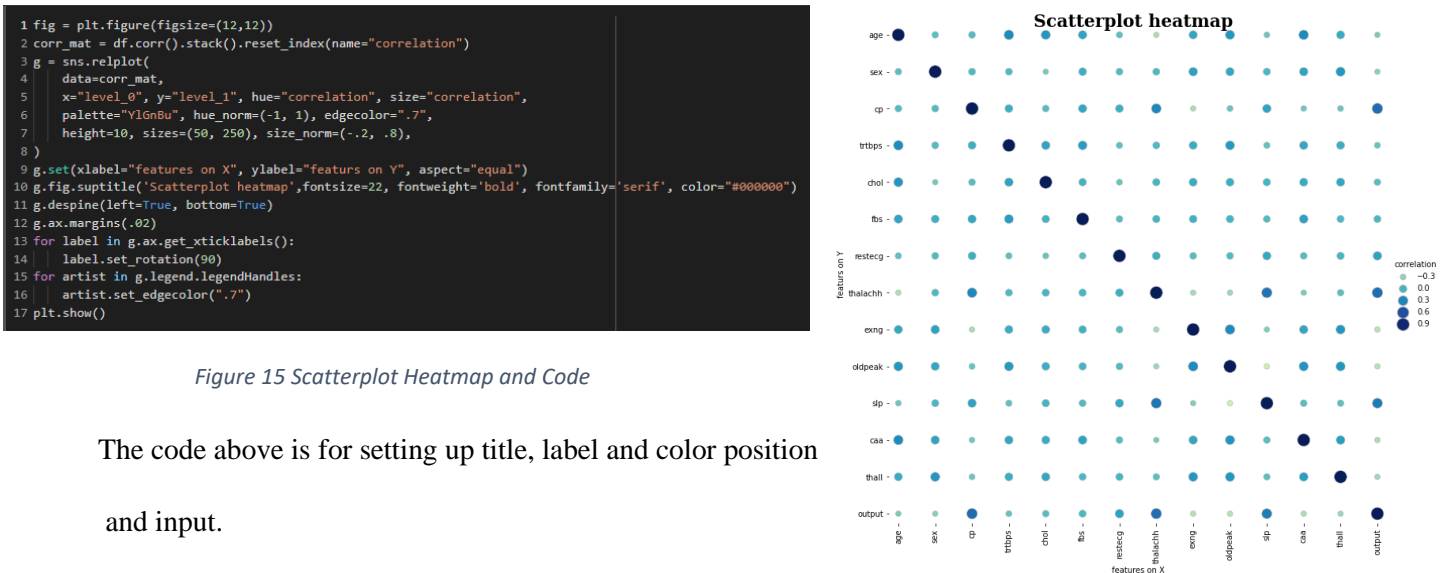 1 fig = plt.figure(figsize=(12,12))
2 corr_mat = df.corr().stack().reset_index(name="correlation")
3 g = sns.relplot(
4     data=corr_mat,
5     x="level_0", y="level_1", hue="correlation", size="correlation",
6     palette="YlGnBu", hue_norm=(-1, 1), edgecolor=".7",
7     height=10, sizes=(50, 250), size_norm=(-.2, .8),
8 )
9 g.set(xlabel="features on X", ylabel="featurs on Y", aspect="equal")
10 g.fig.suptitle('Scatterplot heatmap',fontsize=22, fontweight='bold', fontfamily='serif', color="#000000")
11 g.despine(left=True, bottom=True)
12 g.ax.margins(.02)
13 for label in g.ax.get_xticklabels():
14     label.set_rotation(90)
15 for artist in g.legend.legendHandles:
16     artist.set_edgecolor(".7")
17 plt.show()
Figure 15 Scatterplot Heatmap and Code
The code above is for setting up title, label and color position
and input.
Scatterplot heatmap
age
sex
cp
trtbps
chol
fbs
restecg
thalachh
exng
oldpeak
slp
caa
thall
output
featurs on Y
age
sex
cp
trtbps
chol
fbs
restecg
thalachh
exng
oldpeak
slp
caa
thall
output
features on X
correlation
−0.3
0.0
0.3
0.6
0.9